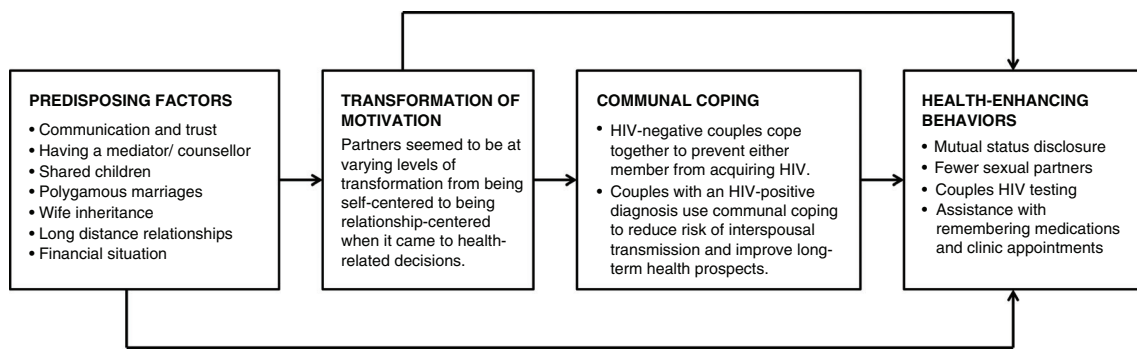 PREDISPOSING FACTORS
• Communication and trust
• Having a mediator/ counsellor
• Shared children
• Polygamous marriages
• Wife inheritance
• Long distance relationships
• Financial situation
TRANSFORMATION OF
MOTIVATION
Partners seemed to be at
varying levels of
transformation from being
self-centered to being
relationship-centered
when it came to health-
related decisions.
COMMUNAL COPING
• HIV-negative couples cope
together to prevent either
member from acquiring HIV.
• Couples with an HIV-positive
diagnosis use communal coping
to reduce risk of interspousal
transmission and improve long-
term health prospects.
HEALTH-ENHANCING
BEHAVIORS
• Mutual status disclosure
• Fewer sexual partners
• Couples HIV testing
• Assistance with
remembering medications
and clinic appointments